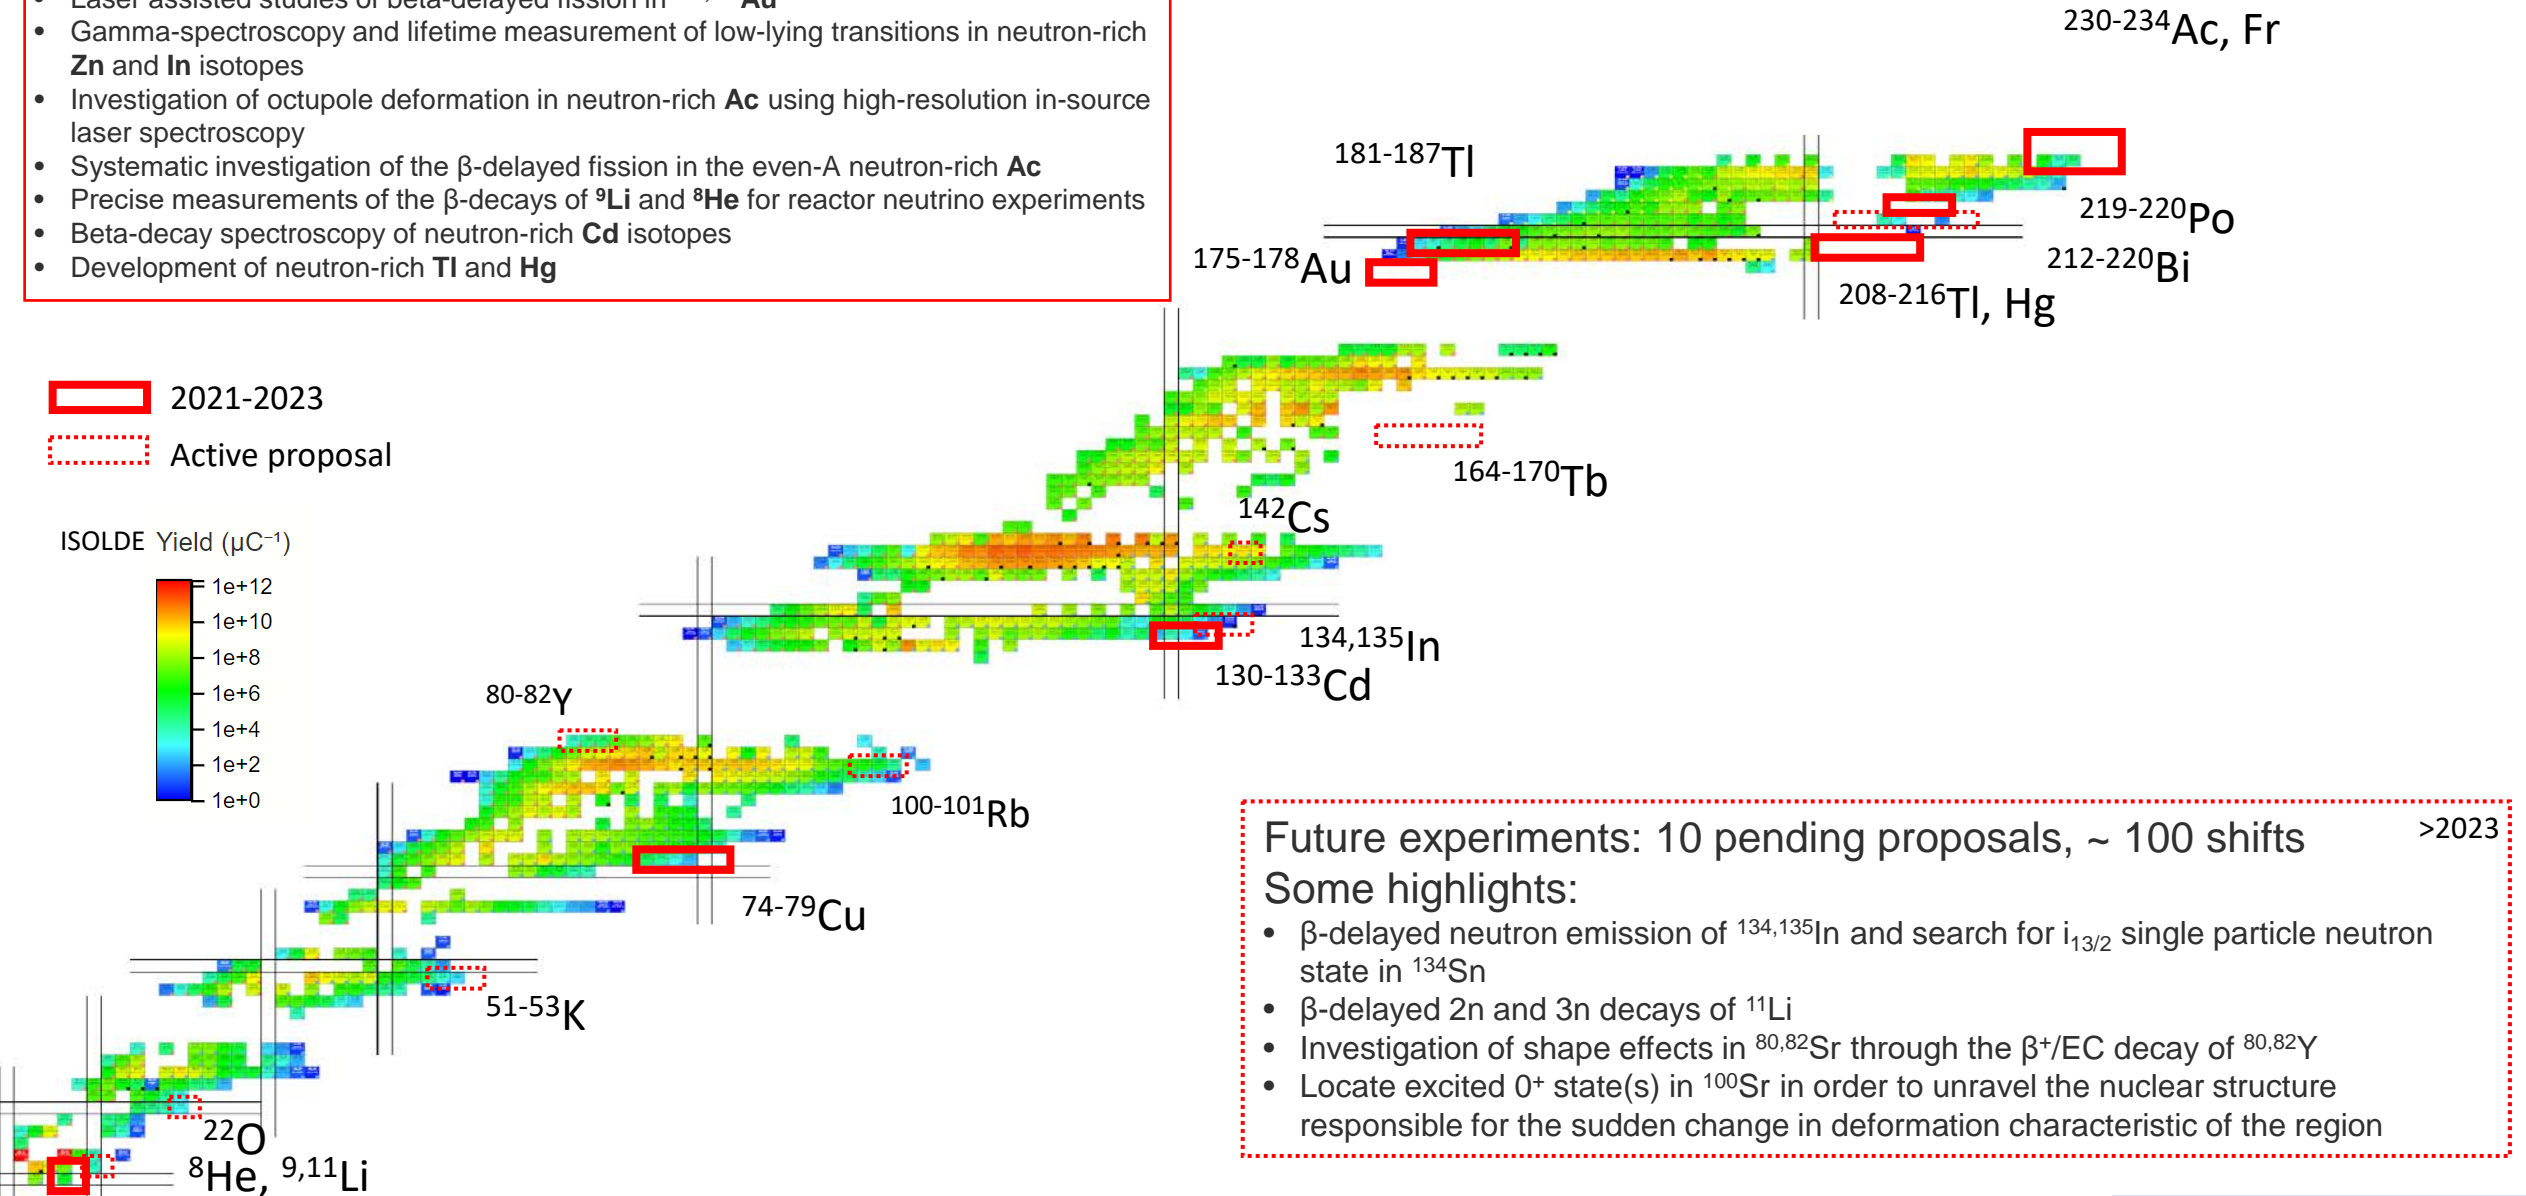 Laser assisted studies of beta-delayed fission in Au
• Gamma-spectroscopy and lifetime measurement of low-lying transitions in neutron-rich
Zn and In isotopes
• Investigation of octupole deformation in neutron-rich Ac using high-resolution in-source
laser spectroscopy
• Systematic investigation of the β-delayed fission in the even-A neutron-rich Ac
• Precise measurements of the β-decays of ⁹Li and ⁸He for reactor neutrino experiments
• Beta-decay spectroscopy of neutron-rich Cd isotopes
• Development of neutron-rich Tl and Hg
²³⁰⁻²³⁴Ac, Fr
¹⁸¹⁻¹⁸⁷Tl
²¹⁹⁻²²⁰Po
¹⁷⁵⁻¹⁷⁸Au
²¹²⁻²²⁰Bi
²⁰⁸⁻²¹⁶Tl, Hg
2021-2023
Active proposal
¹⁶⁴⁻¹⁷⁰Tb
¹⁴²Cs
ISOLDE Yield (µC⁻¹)
1e+12
1e+10
1e+8
1e+6
1e+4
1e+2
1e+0
¹³⁴,¹³⁵In
¹³⁰⁻¹³³Cd
⁸⁰⁻⁸²Y
¹⁰⁰⁻¹⁰¹Rb
⁷⁴⁻⁷⁹Cu
⁵¹⁻⁵³K
²²O
⁸He, ⁹,¹¹Li
Future experiments: 10 pending proposals, ~ 100 shifts >2023
Some highlights:
• β-delayed neutron emission of ¹³⁴,¹³⁵In and search for i₁₃/₂ single particle neutron
state in ¹³⁴Sn
• β-delayed 2n and 3n decays of ¹¹Li
• Investigation of shape effects in ⁸⁰,⁸²Sr through the β⁺/EC decay of ⁸⁰,⁸²Y
• Locate excited 0⁺ state(s) in ¹⁰⁰Sr in order to unravel the nuclear structure
responsible for the sudden change in deformation characteristic of the region